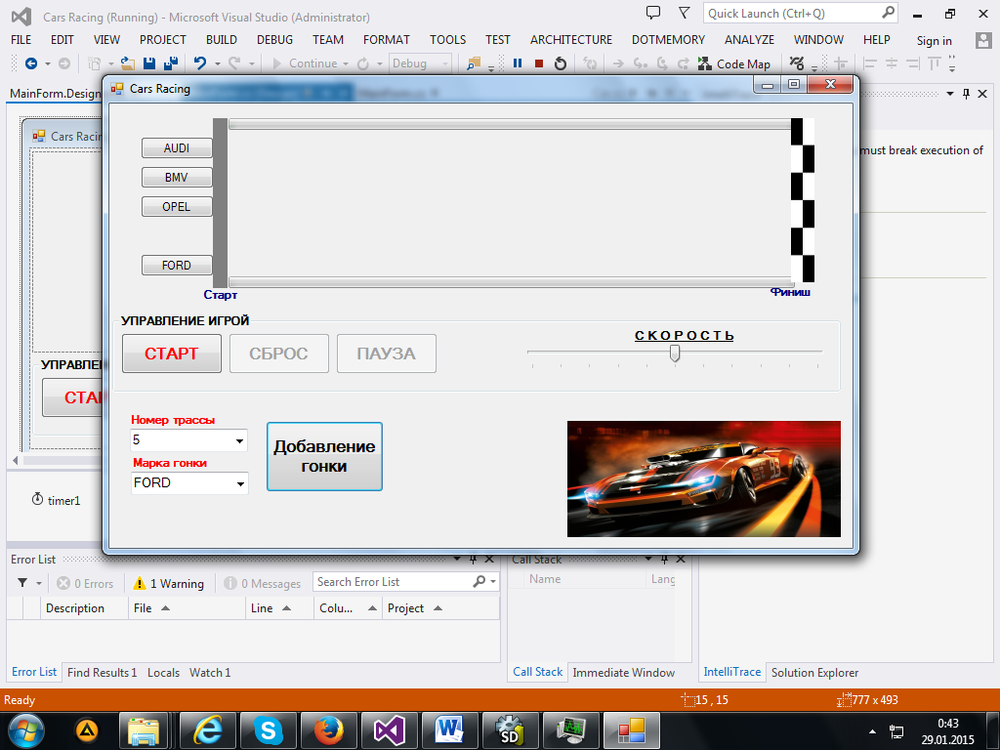 Cars Racing (Running) - Microsoft Visual Studio (Administrator)
Quick Launch (Ctrl+Q)
FILE EDIT VIEW PROJECT BUILD DEBUG TEAM FORMAT TOOLS TEST ARCHITECTURE DOTMEMORY ANALYZE WINDOW HELP Sign in
Continue Debug Code Map
MainForm.Design
Cars Racing
Cars Racin
must break execution of
AUDI
BMV
OPEL
FORD
Старт
Финиш
УПРАВЛЕНИЕ ИГРОЙ
СТАРТ СБРОС ПАУЗА
СКОРОСТЬ
УПРАВЛЕ
СТА
Номер трассы
5
Марка гонки
FORD
Добавление
гонки
timer1
Error List
Call Stack
0 Errors 1 Warning 0 Messages Search Error List
Name Lang
Description File Line Colu... Project
Error List Find Results 1 Locals Watch 1
Call Stack Immediate Window
IntelliTrace Solution Explorer
Ready 15 , 15 777 x 493
SD
0:43
29.01.2015